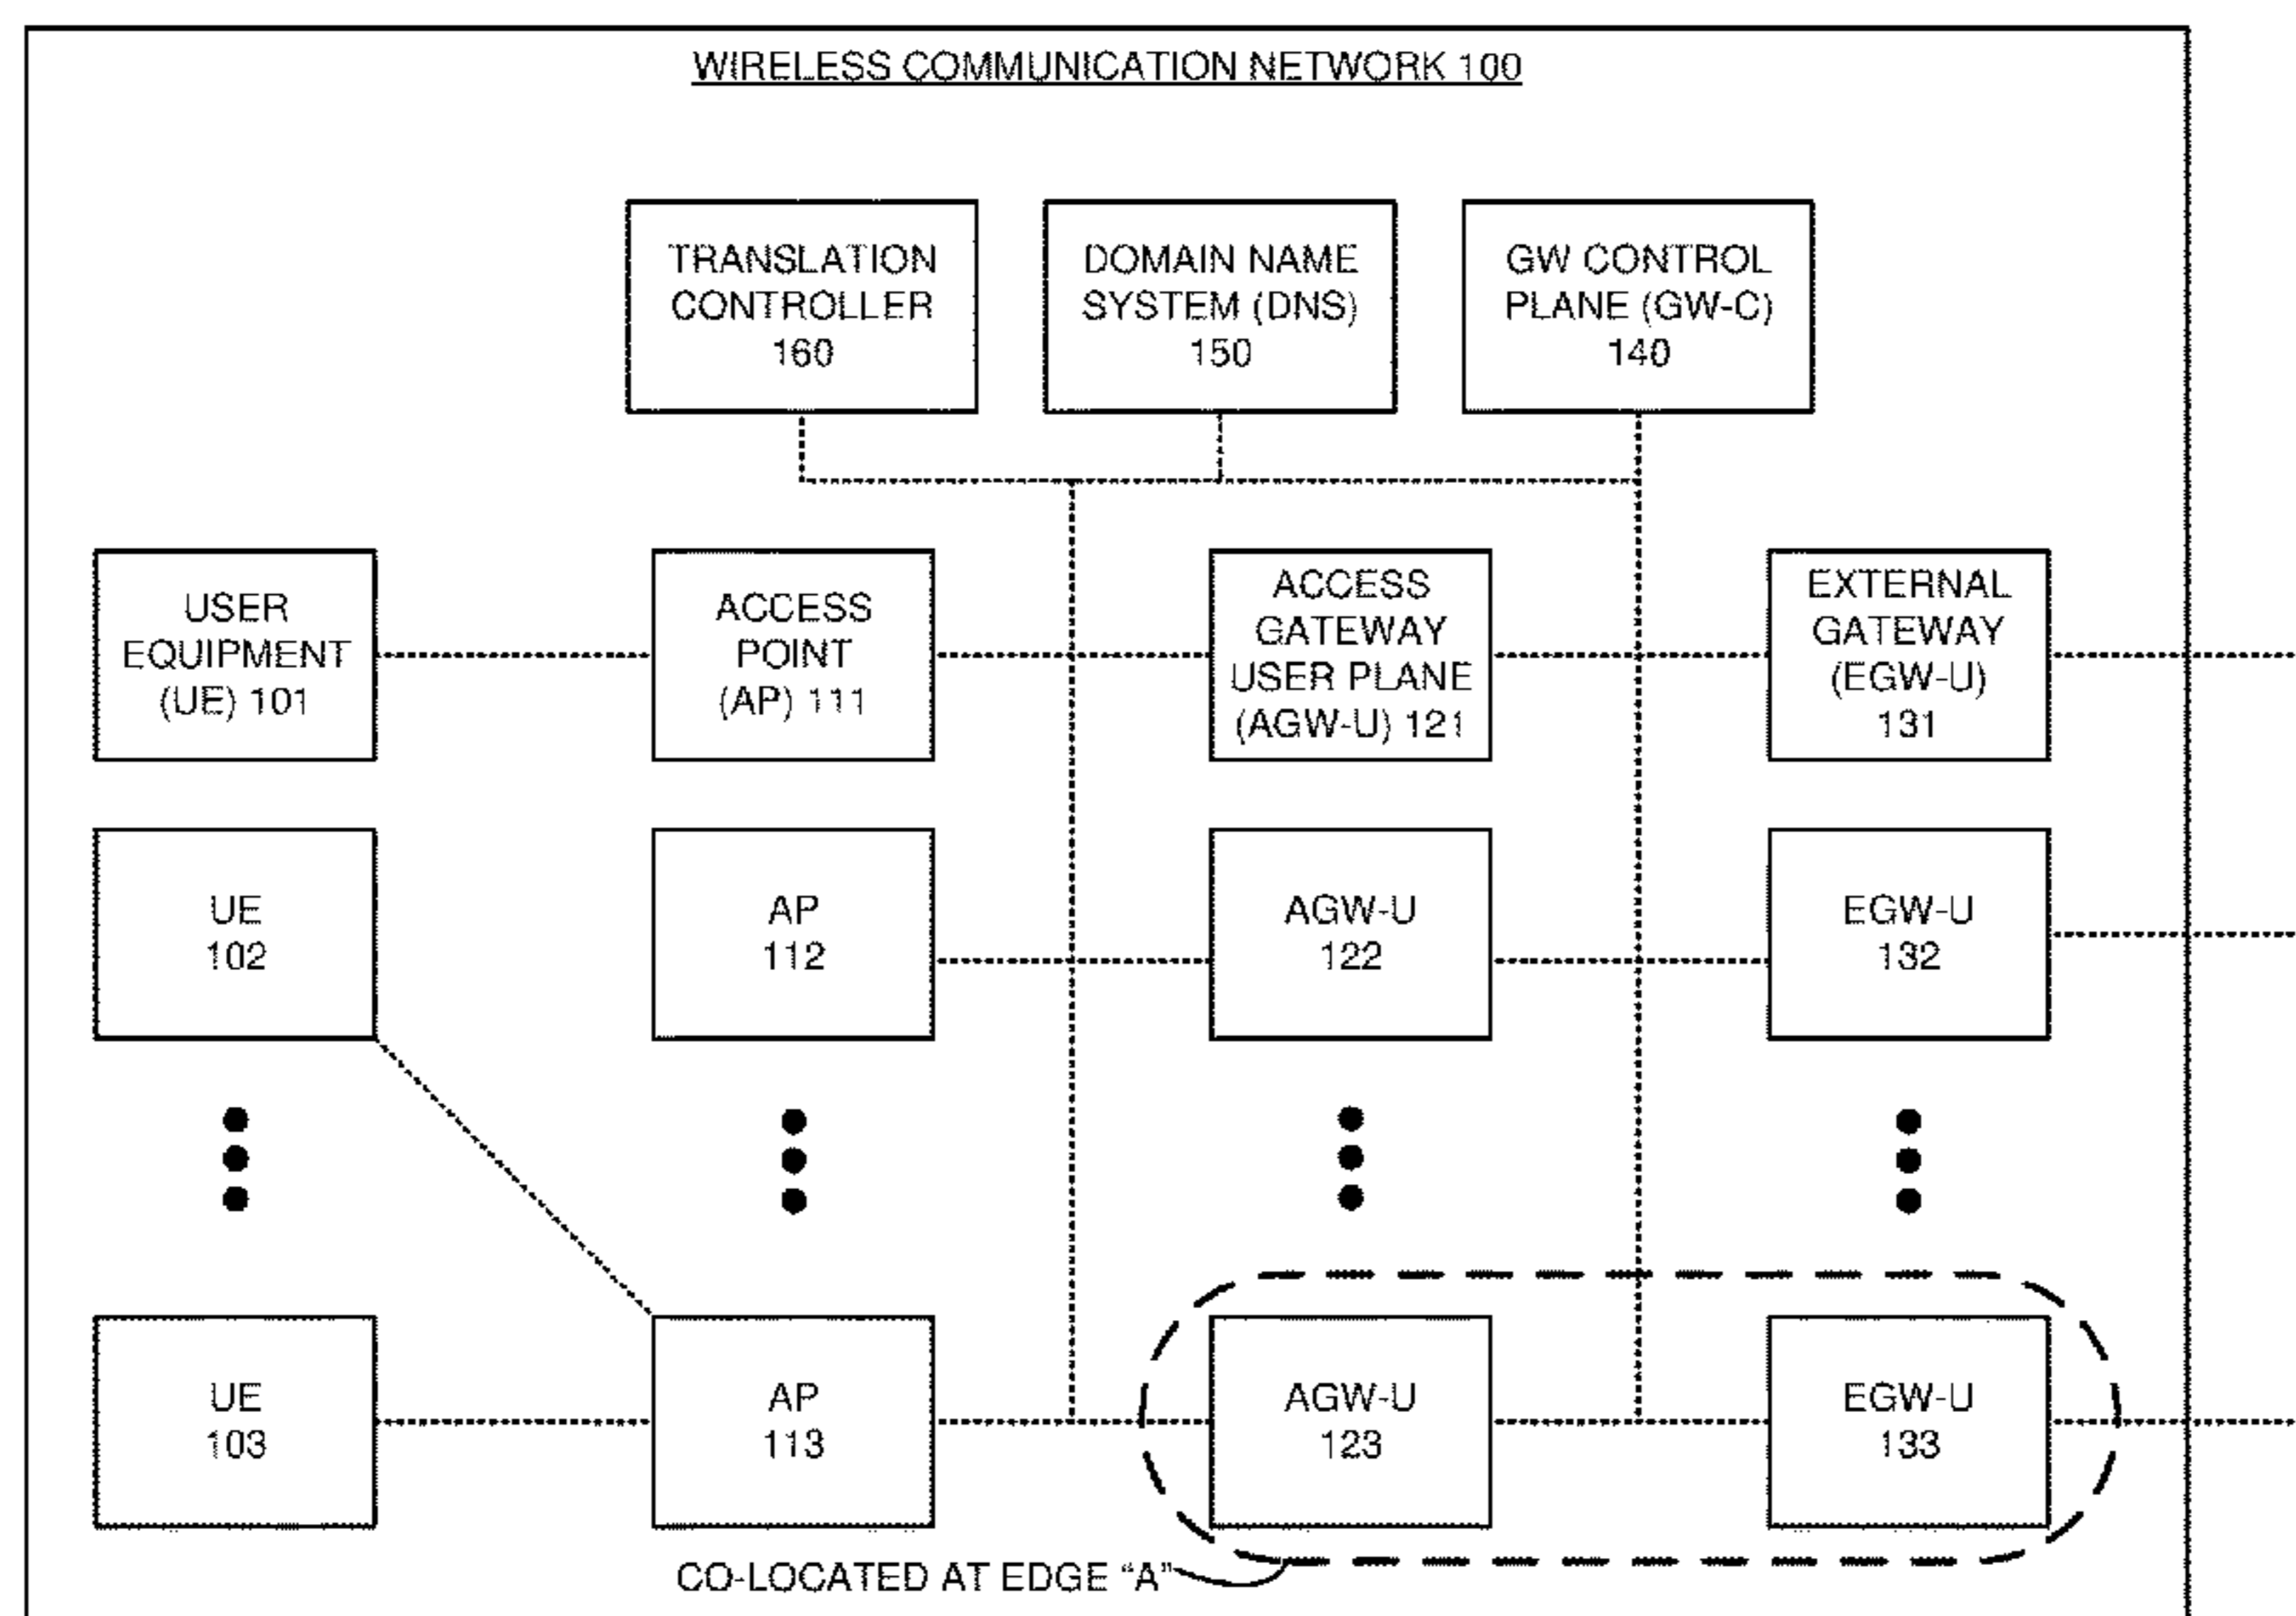 WIRELESS COMMUNICATION NETWORK 100
TRANSLATION
CONTROLLER
160
DOMAIN NAME
SYSTEM (DNS)
150
GW CONTROL
PLANE (GW-C)
140
USER
EQUIPMENT
(UE) 101
ACCESS
POINT
(AP) 111
ACCESS
GATEWAY
USER PLANE
(AGW-U) 121
EXTERNAL
GATEWAY
(EGW-U)
131
UE
102
AP
112
AGW-U
122
EGW-U
132
UE
103
AP
113
AGW-U
123
EGW-U
133
CO-LOCATED AT EDGE “A”